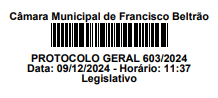 Câmara Municipal de Francisco Beltrão
PROTOCOLO GERAL 603/2024
Data: 09/12/2024 - Horário: 11:37
Legislativo